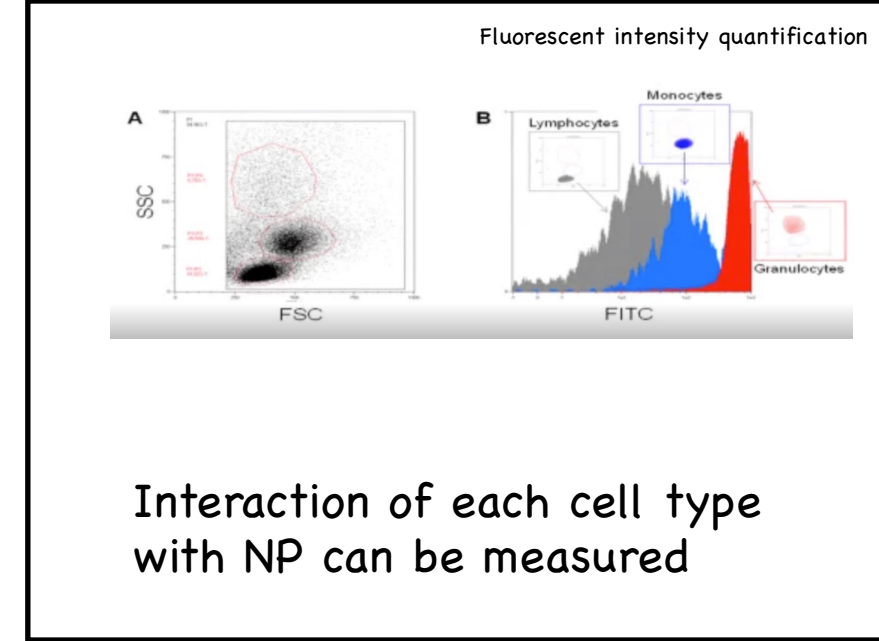 Fluorescent intensity quantification
A
SSC
FSC
B
Lymphocytes
Monocytes
Granulocytes
FITC
Interaction of each cell type
with NP can be measured